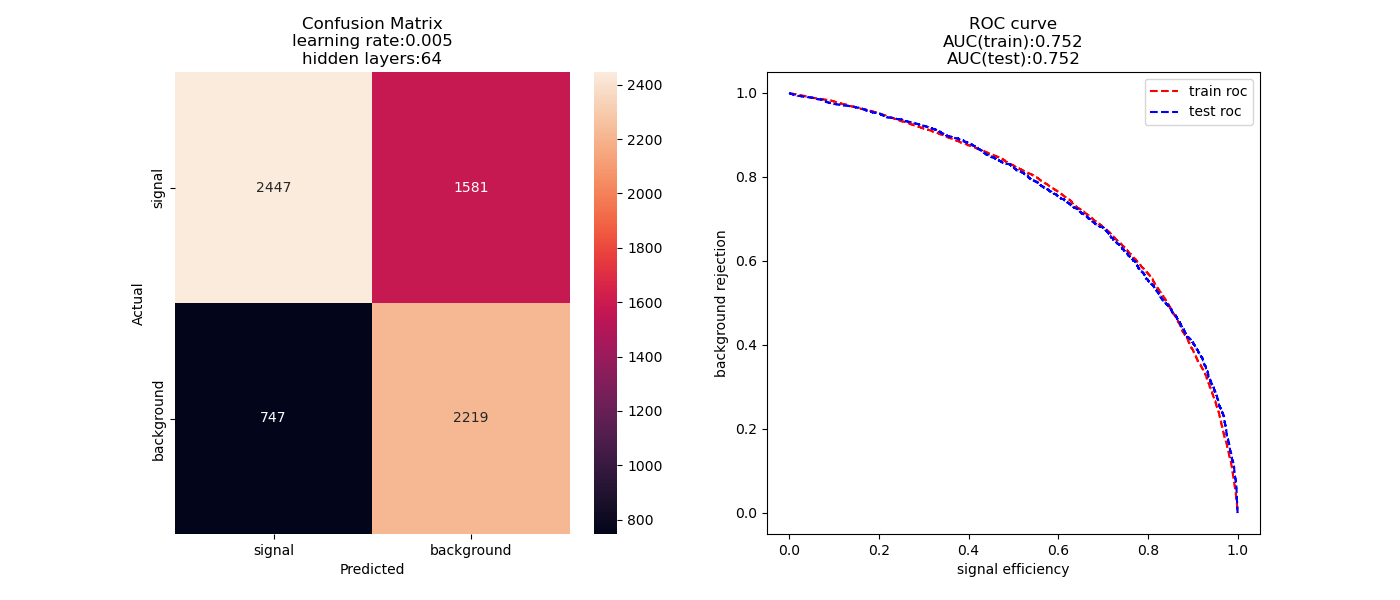 Confusion Matrix
learning rate:0.005
hidden layers:64
signal
background
Actual
2447
1581
747
2219
signal
background
Predicted
2400
2200
2000
1800
1600
1400
1200
1000
800
ROC curve
AUC(train):0.752
AUC(test):0.752
train roc
test roc
background rejection
1.0
0.8
0.6
0.4
0.2
0.0
0.0
0.2
0.4
0.6
0.8
1.0
signal efficiency